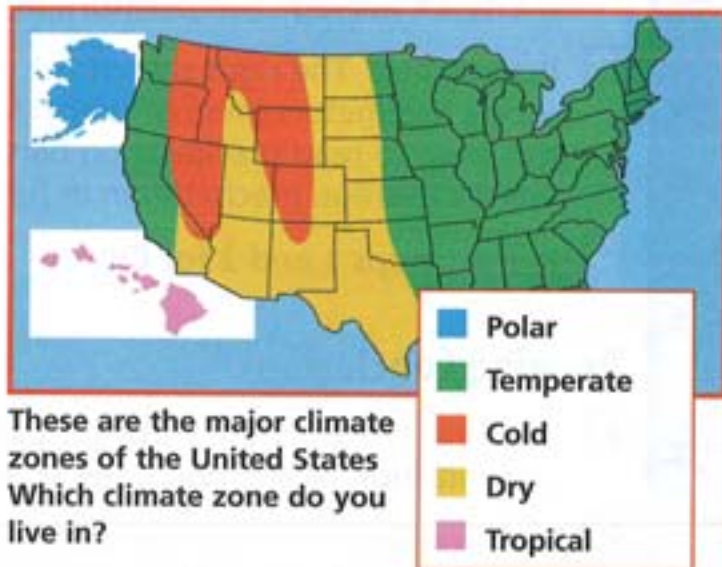 Polar
Temperate
Cold
Dry
Tropical
These are the major climate
zones of the United States
Which climate zone do you
live in?